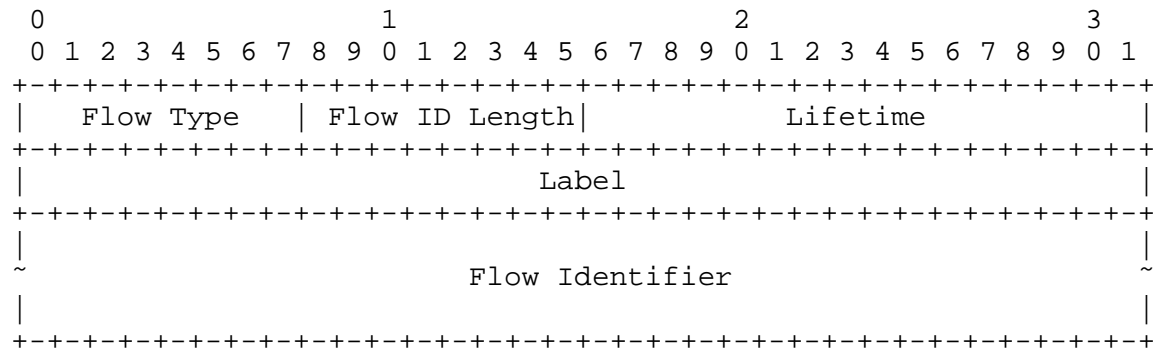 0                   1                   2                   3
 0 1 2 3 4 5 6 7 8 9 0 1 2 3 4 5 6 7 8 9 0 1 2 3 4 5 6 7 8 9 0 1
+-+-+-+-+-+-+-+-+-+-+-+-+-+-+-+-+-+-+-+-+-+-+-+-+-+-+-+-+-+-+-+-+
|   Flow Type   | Flow ID Length|           Lifetime            |
+-+-+-+-+-+-+-+-+-+-+-+-+-+-+-+-+-+-+-+-+-+-+-+-+-+-+-+-+-+-+-+-+
|                             Label                             |
+-+-+-+-+-+-+-+-+-+-+-+-+-+-+-+-+-+-+-+-+-+-+-+-+-+-+-+-+-+-+-+-+
|                                                               |
~                         Flow Identifier                       ~
|                                                               |
+-+-+-+-+-+-+-+-+-+-+-+-+-+-+-+-+-+-+-+-+-+-+-+-+-+-+-+-+-+-+-+-+